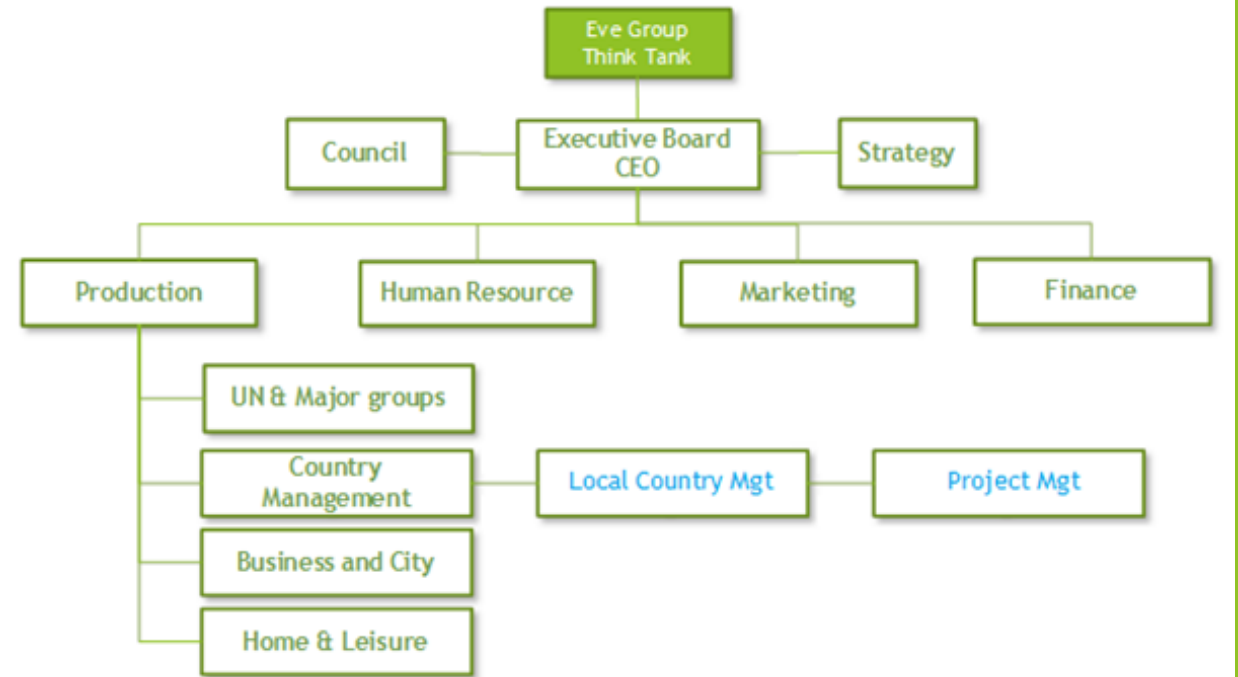 Eve Group
Think Tank
Council
Executive Board
CEO
Strategy
Production
Human Resource
Marketing
Finance
UN & Major groups
Country
Management
Local Country Mgt
Project Mgt
Business and City
Home & Leisure